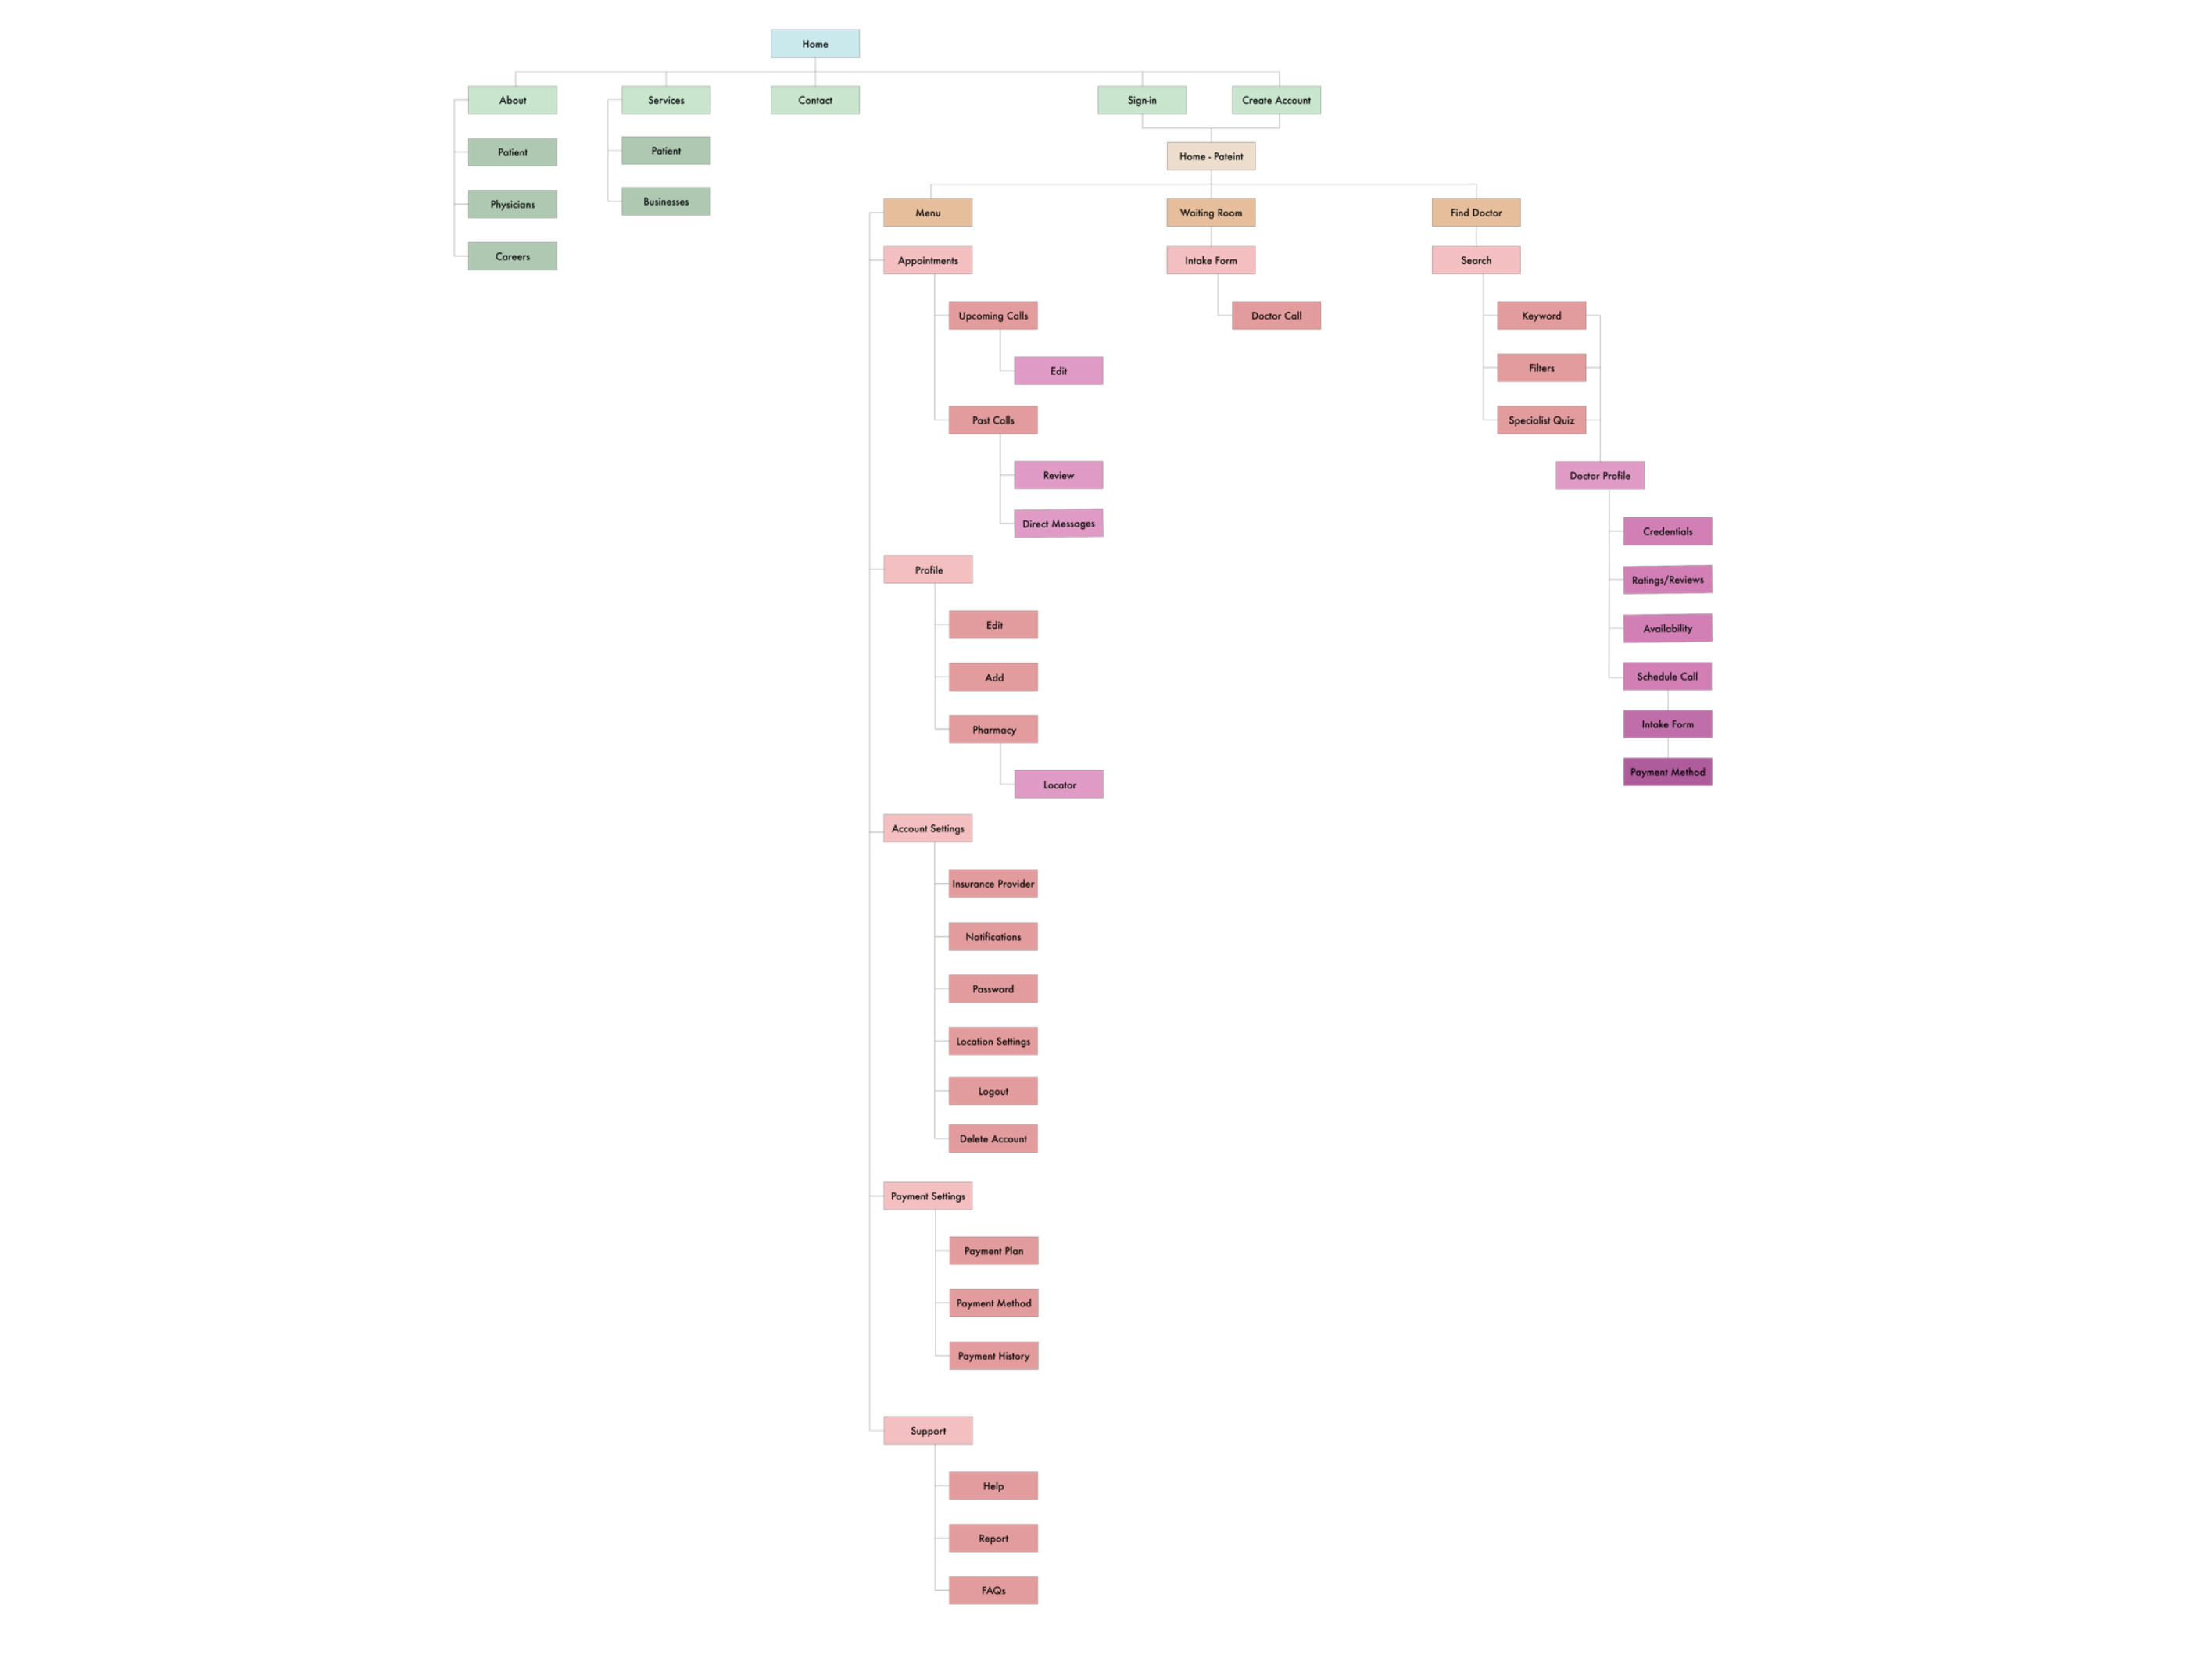 Home
About
Services
Contact
Sign-in
Create Account
Patient
Physicians
Careers
Patient
Businesses
Home - Pateint
Menu
Waiting Room
Find Doctor
Appointments
Upcoming Calls
Edit
Past Calls
Review
Direct Messages
Profile
Edit
Add
Pharmacy
Locator
Account Settings
Insurance Provider
Notifications
Password
Location Settings
Logout
Delete Account
Payment Settings
Payment Plan
Payment Method
Payment History
Support
Help
Report
FAQs
Intake Form
Doctor Call
Search
Keyword
Filters
Specialist Quiz
Doctor Profile
Credentials
Ratings/Reviews
Availability
Schedule Call
Intake Form
Payment Method